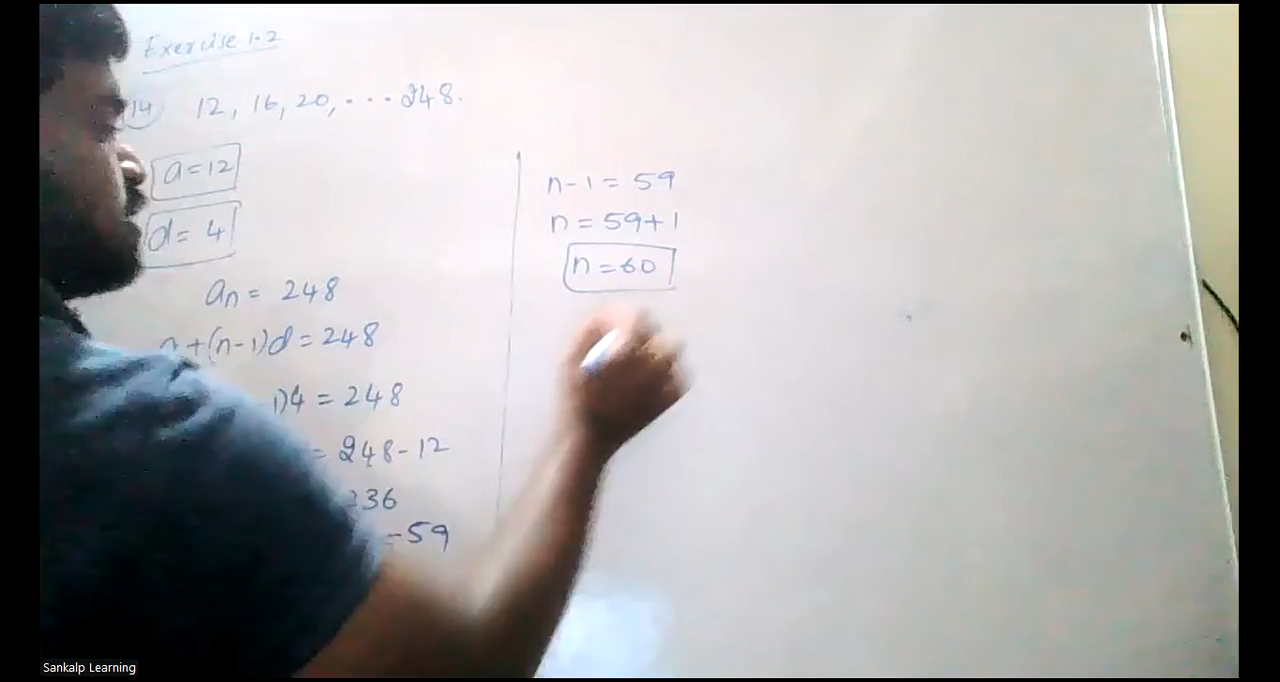 Exercise 1.2
14 12, 16, 20, ... 248.
a=12
d= 4
an = 248
+(n-1)d = 248
1)4 = 248
= 248-12
236
=59
n-1 = 59
n = 59+1
n = 60
Sankalp Learning